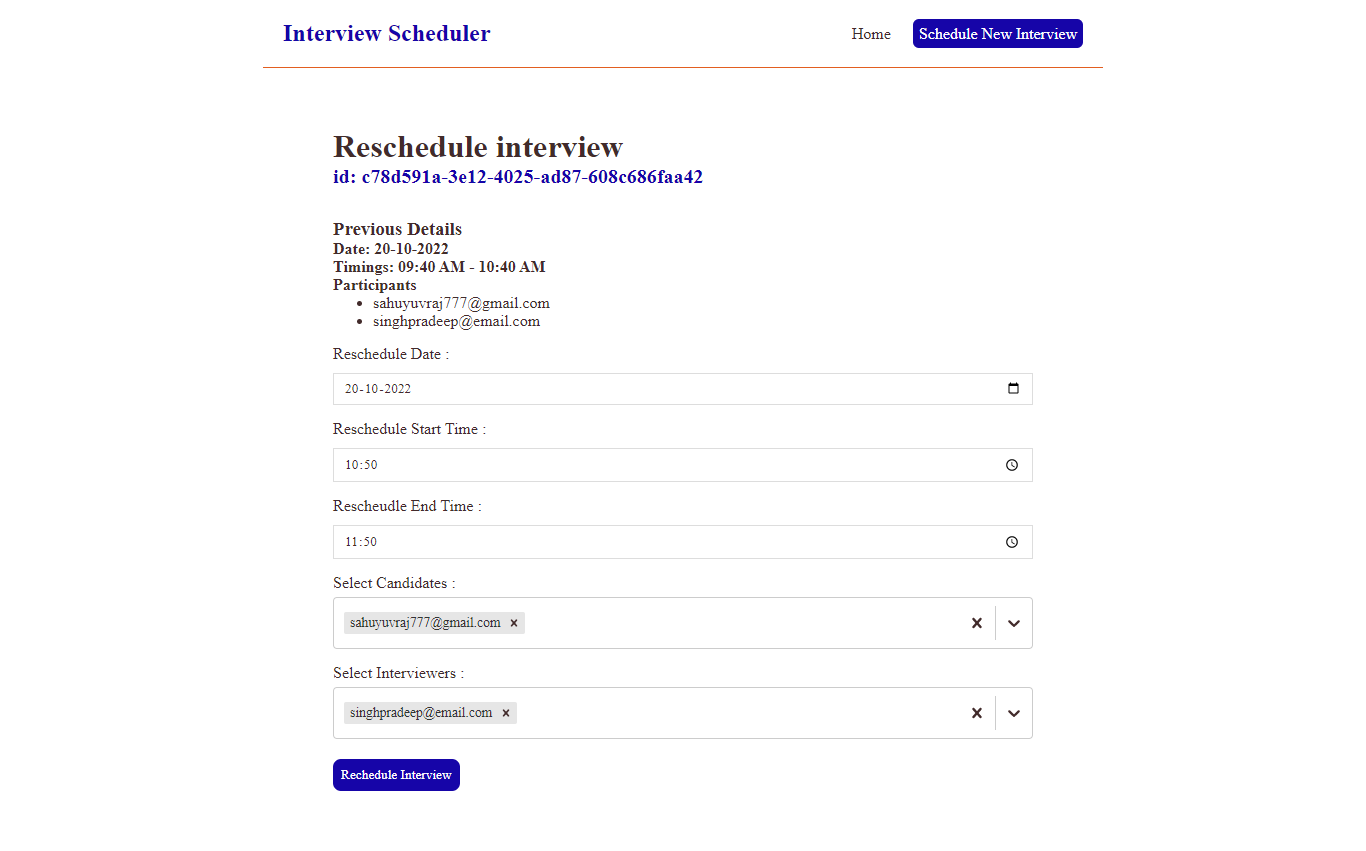 Interview Scheduler
Home
Schedule New Interview
Reschedule interview
id: c78d591a-3e12-4025-ad87-608c686faa42
Previous Details
Date: 20-10-2022
Timings: 09:40 AM - 10:40 AM
Participants
sahuyuvraj777@gmail.com
singhpradeep@email.com
Reschedule Date :
20-10-2022
Reschedule Start Time :
10:50
Rescheudle End Time :
11:50
Select Candidates :
sahuyuvraj777@gmail.com
Select Interviewers :
singhpradeep@email.com
Rechedule Interview